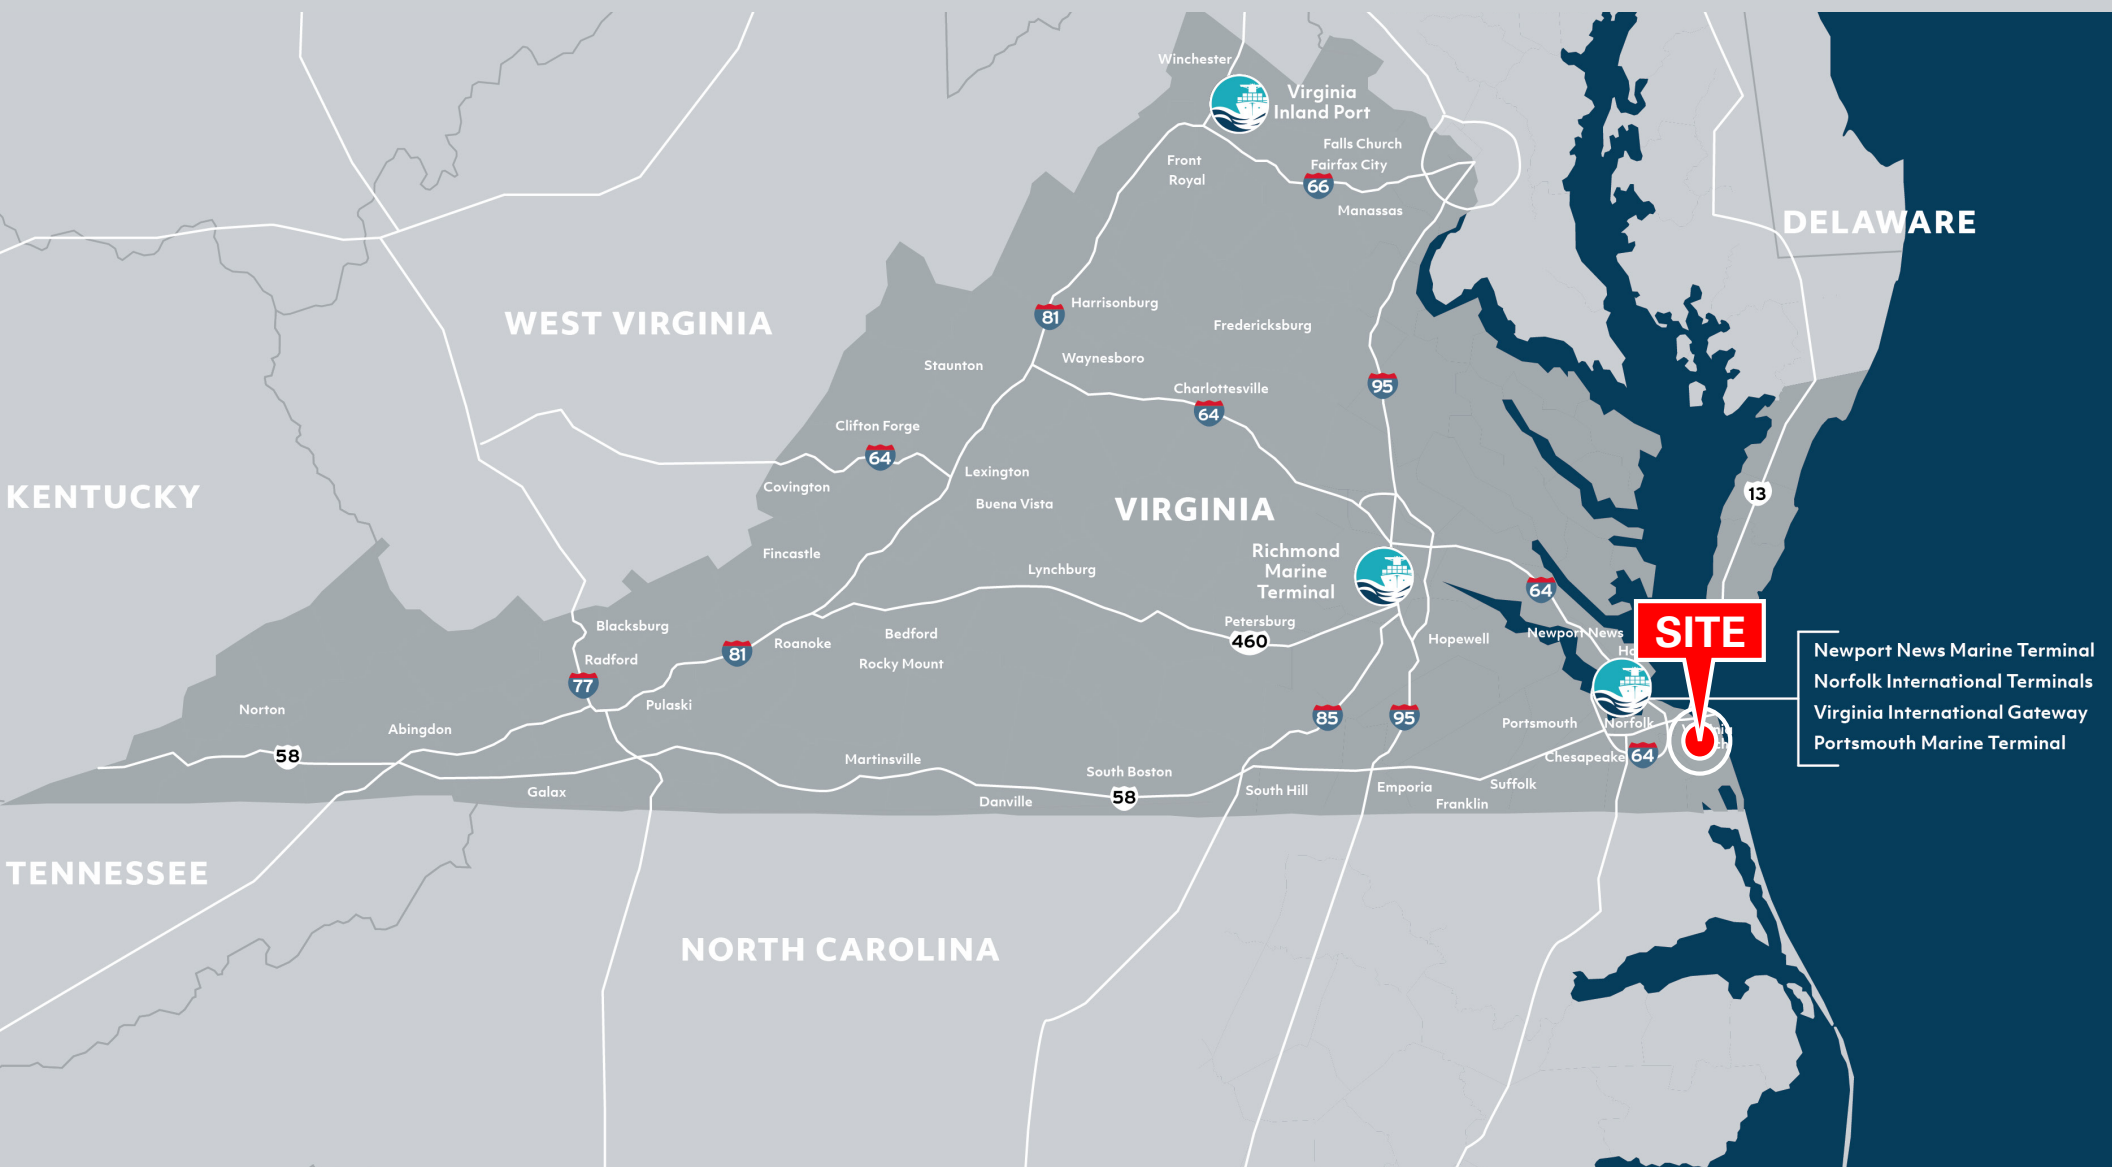 Winchester
Virginia
Inland Port
Falls Church
Front
Royal
Fairfax City
66
Manassas
DELAWARE
WEST VIRGINIA
81
Harrisonburg
Fredericksburg
Staunton
Waynesboro
95
Charlottesville
64
Clifton Forge
64
Lexington
Covington
Buena Vista
KENTUCKY
VIRGINIA
13
Fincastle
Richmond
Marine
Terminal
Lynchburg
64
Blacksburg
Petersburg
460
Hopewell
Newport News
SITE
Radford
81
Roanoke
Bedford
Rocky Mount
Newport News Marine Terminal
Norfolk International Terminals
Virginia International Gateway
Portsmouth Marine Terminal
77
Pulaski
Norton
Abingdon
85
95
Portsmouth
Norfolk
58
Chesapeake
64
Martinsville
South Boston
58
Galax
Danville
South Hill
Emporia
Suffolk
Franklin
TENNESSEE
NORTH CAROLINA